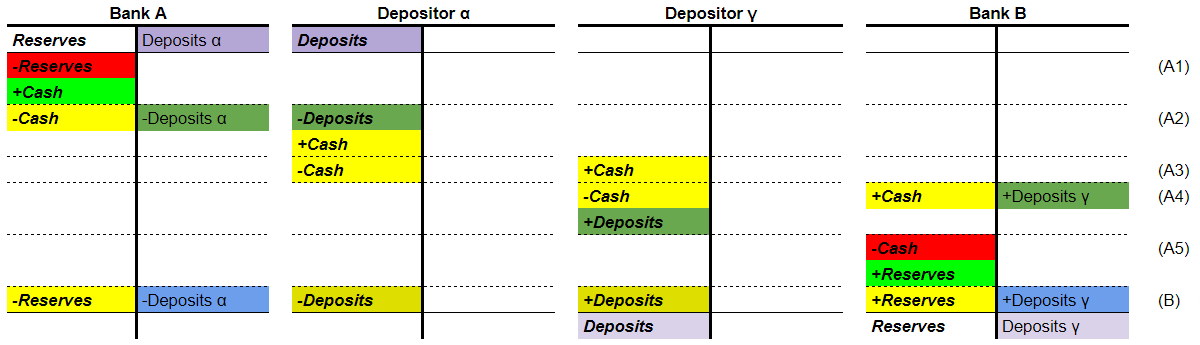 Bank A Depositor α Depositor γ Bank B
Reserves Deposits α Deposits
-Reserves (A1)
+Cash
-Cash -Deposits α -Deposits (A2)
+Cash
-Cash +Cash (A3)
-Cash +Cash +Deposits γ (A4)
+Deposits
-Cash (A5)
+Reserves
-Reserves -Deposits α -Deposits +Deposits +Reserves +Deposits γ (B)
Deposits Reserves Deposits γ